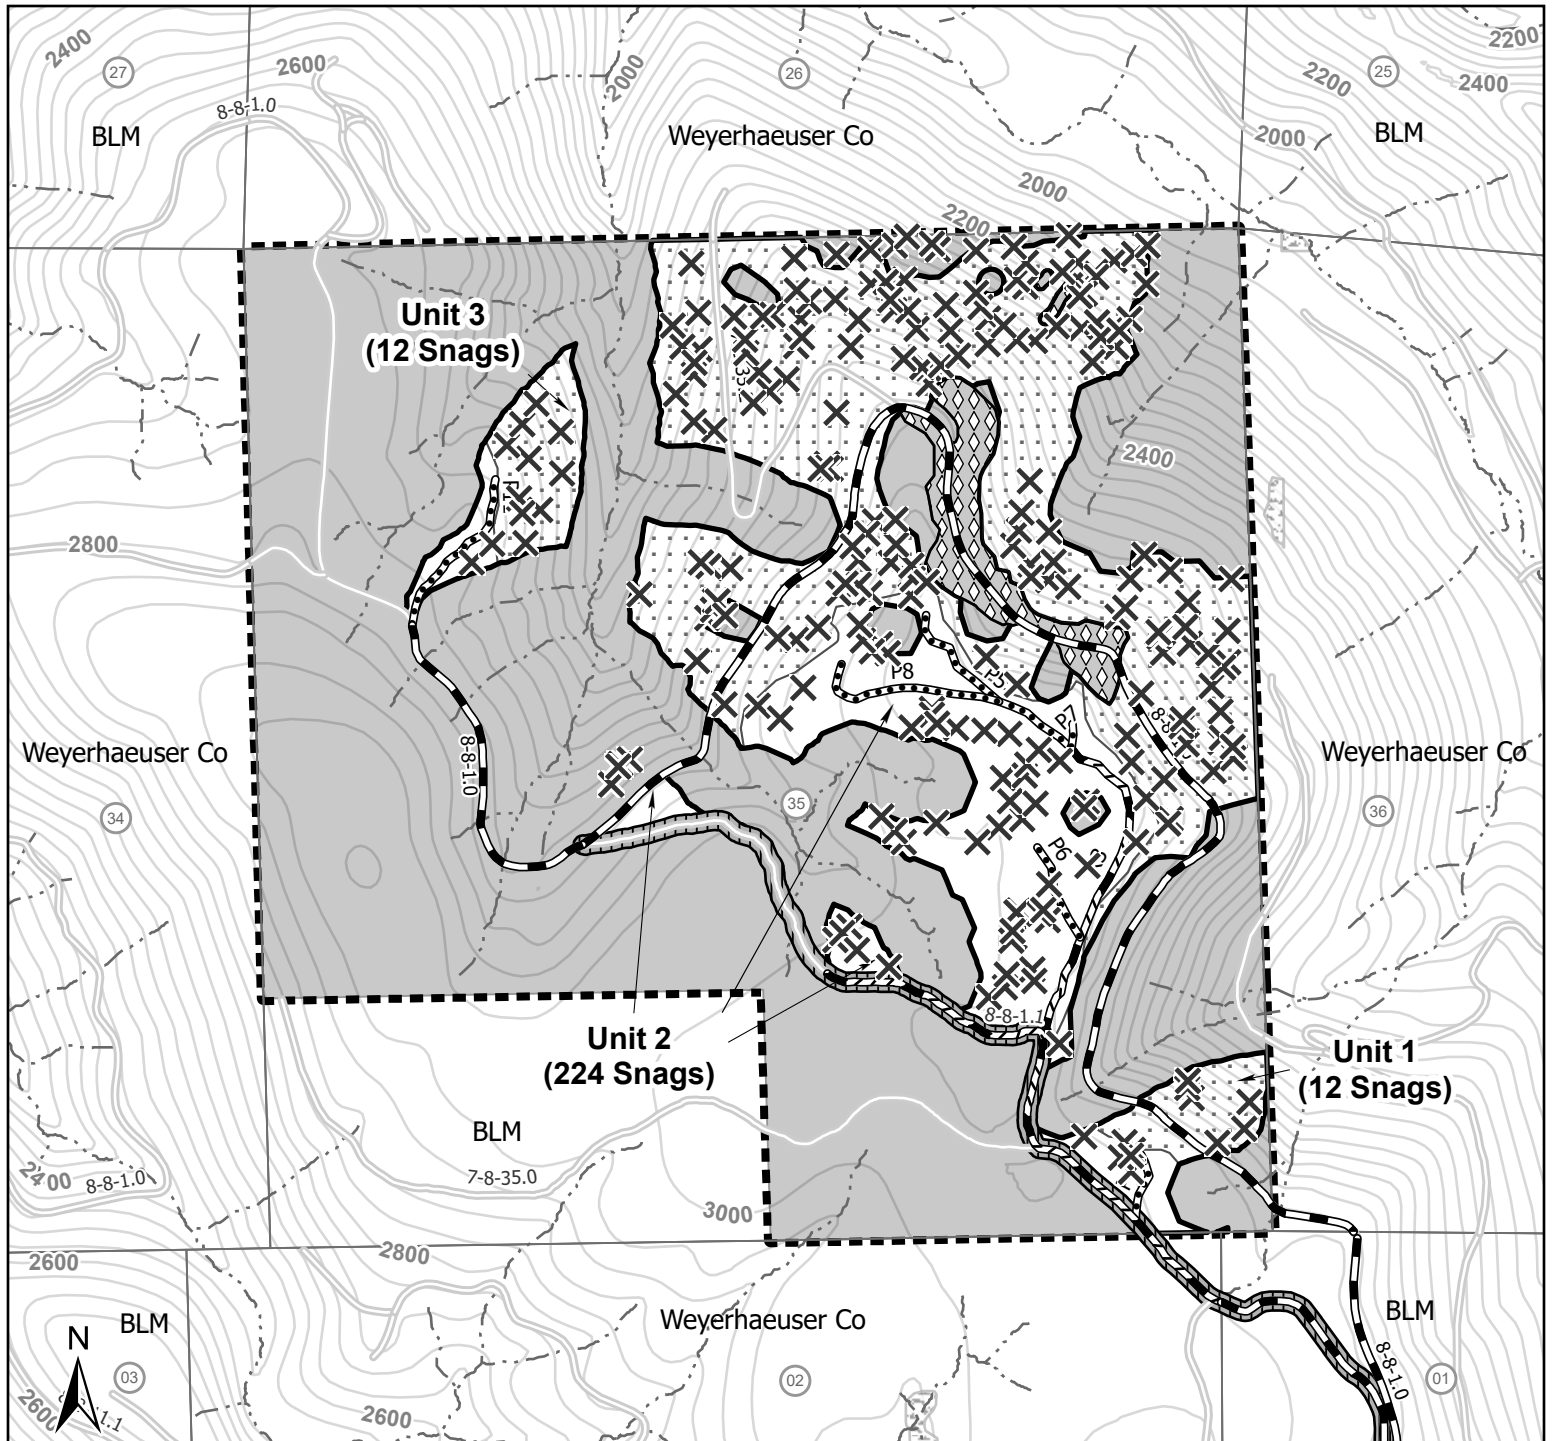 2400
27
2600
8-8-1.0
BLM
2000
26
Weyerhaeuser Co
2200
2200
25
2400
BLM
2000
2000
2200
Unit 3
(12 Snags)
2400
2800
P8
P5
P7
8-8-1.0
Weyerhaeuser Co
34
35
Weyerhaeuser Co
36
P6
8-8-1.1
Unit 2
(224 Snags)
Unit 1
(12 Snags)
BLM
7-8-35.0
2400
8-8-1.0
3000
2800
2600
BLM
N
03
2600
2600
Weyerhaeuser Co
02
BLM
8-8-1.0
01